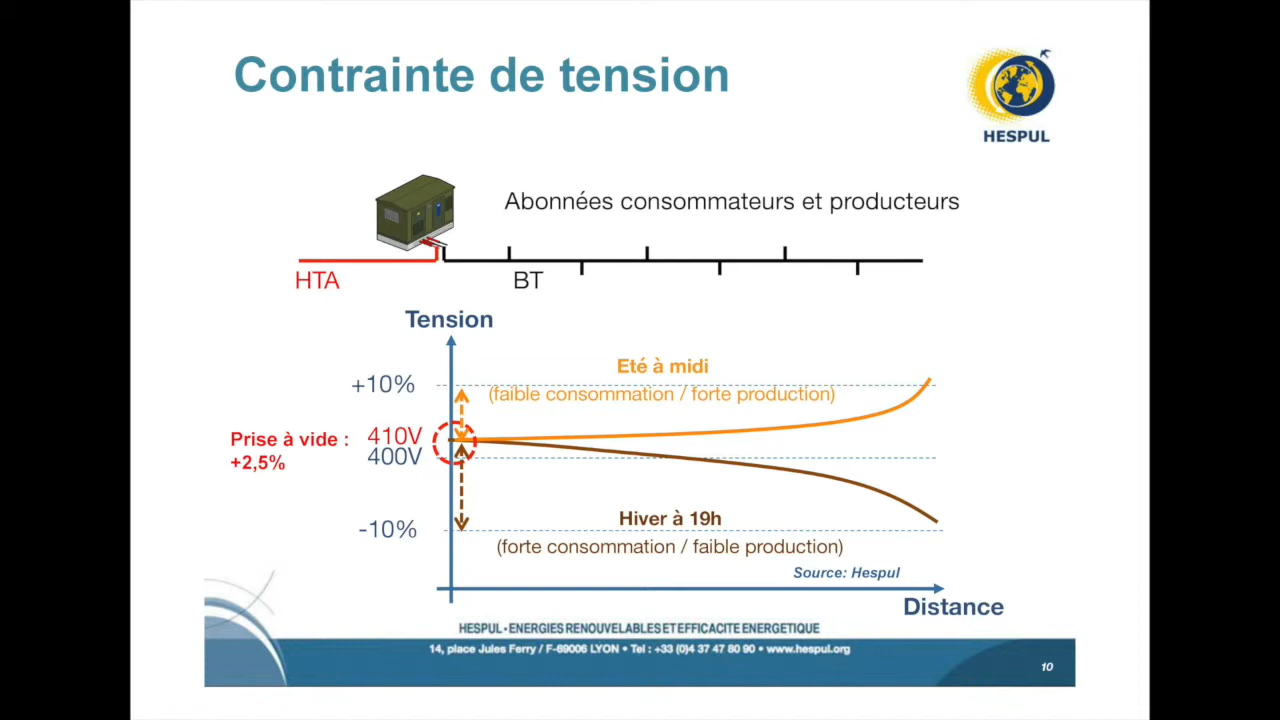 Contrainte de tension
HESPUL
Abonnées consommateurs et producteurs
HTA
BT
Tension
Eté à midi
+10%
(faible consommation / forte production)
Prise à vide :
410V
+2,5%
400V
Hiver à 19h
-10%
(forte consommation / faible production)
Source: Hespul
Distance
HESPUL • ENERGIES RENOUVELABLES ET EFFICACITE ENERGETIQUE
14, place Jules Ferry / F-69006 LYON • Tel : +33 (0)4 37 47 80 90 • www.hespul.org
10